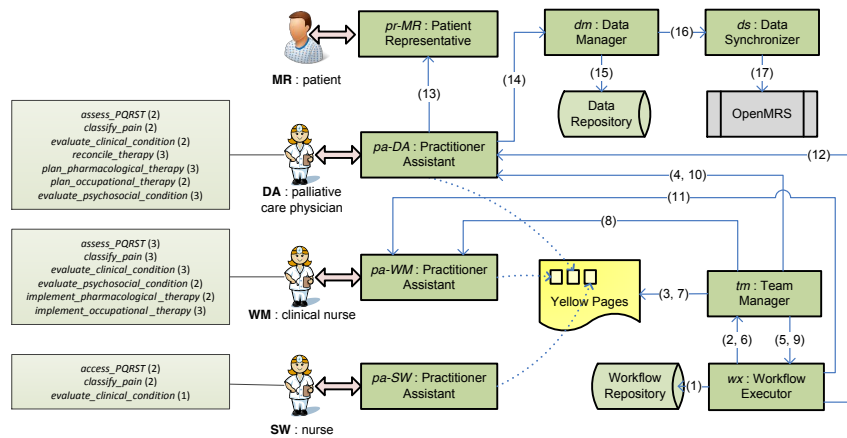 pr-MR : Patient
Representative
MR : patient
dm : Data
Manager
(16)
ds : Data
Synchronizer
(13)
(14)
(15)
(17)
Data
Repository
OpenMRS
assess_PQRST (2)
classify_pain (2)
evaluate_clinical_condition (2)
reconcile_therapy (3)
plan_pharmacological_therapy (3)
plan_occupational_therapy (2)
evaluate_psychosocial_condition (3)
DA : palliative
care physician
pa-DA : Practitioner
Assistant
(12)
(4, 10)
(11)
(8)
assess_PQRST (3)
classify_pain (3)
evaluate_clinical_condition (3)
evaluate_psychosocial_condition (2)
implement_pharmacological _therapy (2)
implement_occupational _therapy (3)
WM : clinical nurse
pa-WM : Practitioner
Assistant
Yellow Pages
(3, 7)
tm : Team
Manager
(2, 6)
(5, 9)
access_PQRST (2)
classify_pain (2)
evaluate_clinical_condition (1)
SW : nurse
pa-SW : Practitioner
Assistant
Workflow
Repository
(1)
wx : Workflow
Executor